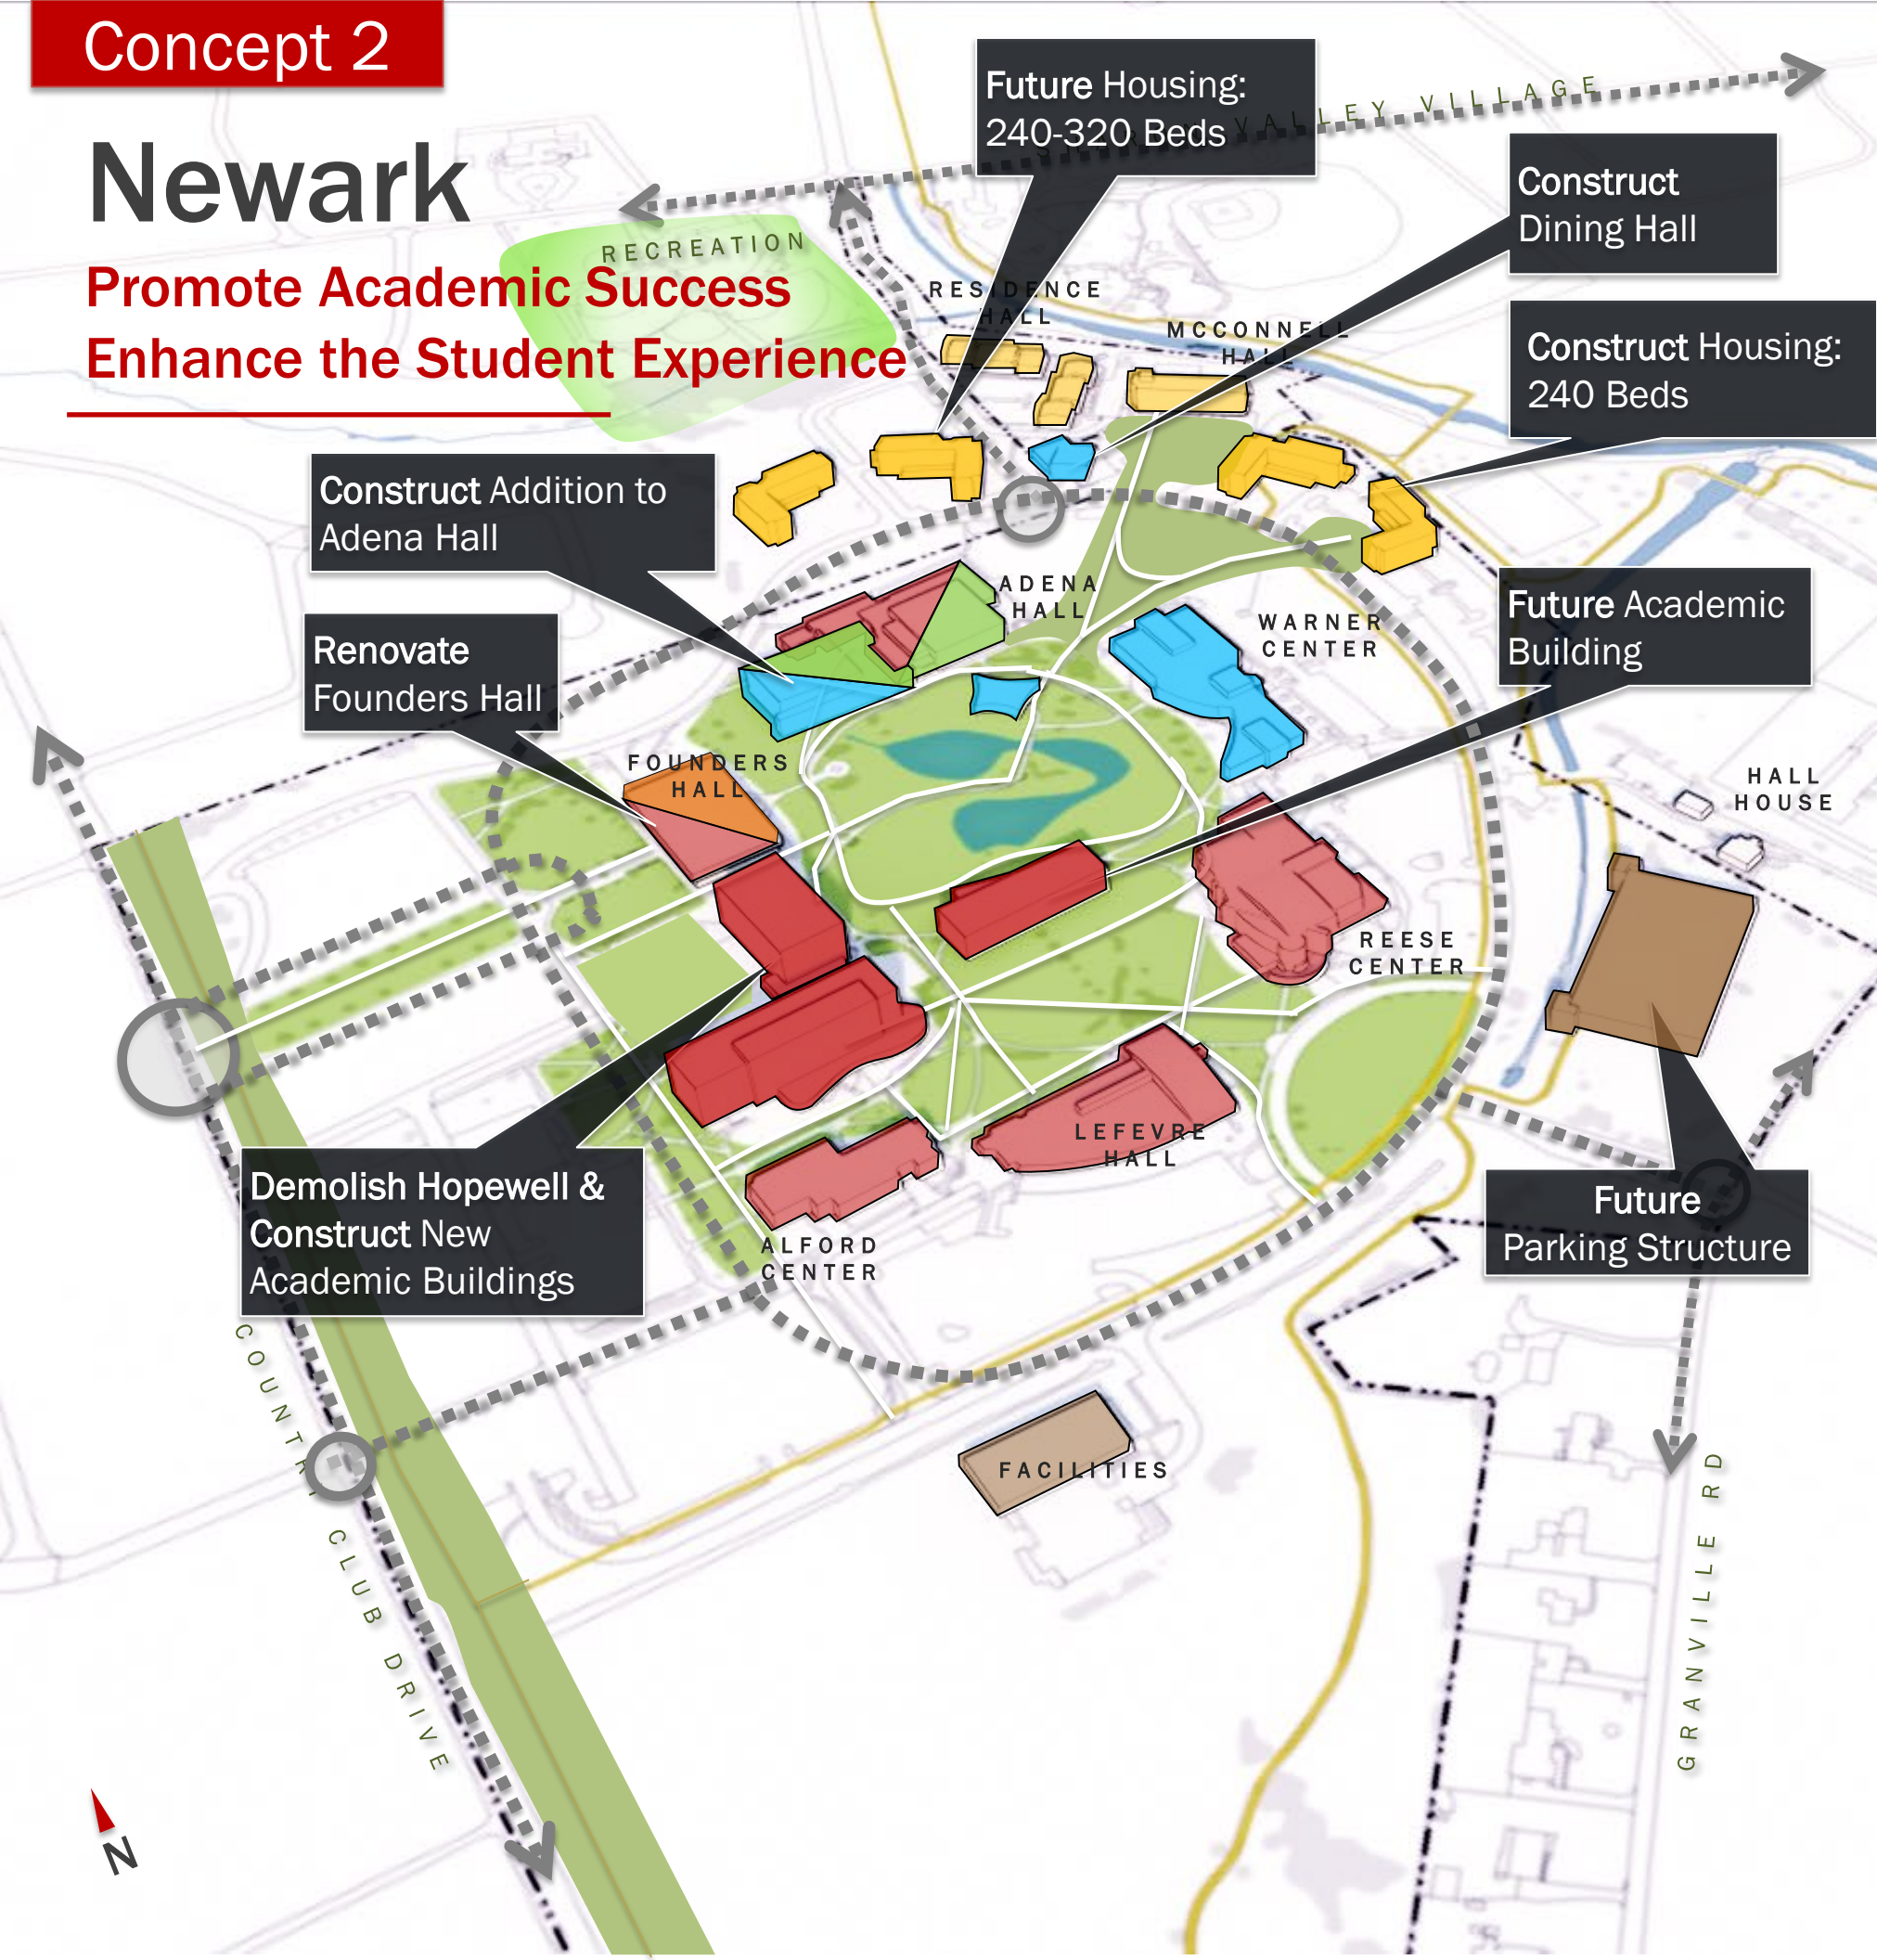 Concept 2
Newark
Promote Academic Success
Enhance the Student Experience
Future Housing:
240-320 Beds
VALLEY VILLAGE
Construct
Dining Hall
RECREATION
RESIDENCE
HALL
MCCONNELL
HALL
Construct Housing:
240 Beds
Construct Addition to
Adena Hall
ADENA
HALL
WARNER
CENTER
Future Academic
Building
Renovate
Founders Hall
FOUNDERS
HALL
HALL
HOUSE
REESE
CENTER
LEFEVRE
HALL
Demolish Hopewell &
Construct New
Academic Buildings
ALFORD
CENTER
Future
Parking Structure
COUNTRY CLUB DRIVE
FACILITIES
GRANVILLE RD
N